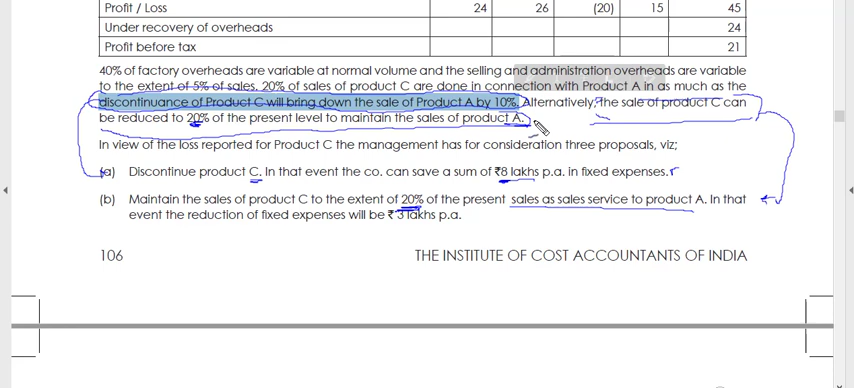 Profit / Loss 24 26 (20) 15 45
Under recovery of overheads 24
Profit before tax 21
40% of factory overheads are variable at normal volume and the selling and administration overheads are variable
to the extent of 5% of sales. 20% of sales of product C are done in connection with Product A in as much as the
discontinuance of Product C will bring down the sale of Product A by 10%. Alternatively, the sale of product C can
be reduced to 20% of the present level to maintain the sales of product A.
In view of the loss reported for Product C the management has for consideration three proposals, viz;
(a) Discontinue product C. In that event the co. can save a sum of ₹8 lakhs p.a. in fixed expenses.
(b) Maintain the sales of product C to the extent of 20% of the present sales as sales service to product A. In that
event the reduction of fixed expenses will be ₹ 3 lakhs p.a.
106 THE INSTITUTE OF COST ACCOUNTANTS OF INDIA